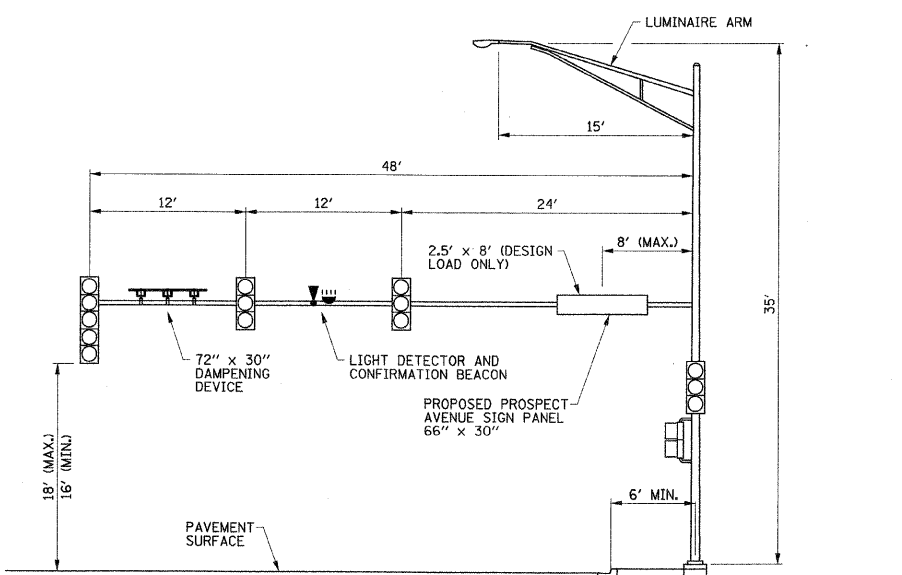 LUMINAIRE ARM
15'
48'
12'
12'
24'
8' (MAX.)
2.5' x 8' (DESIGN
LOAD ONLY)
35'
72" x 30"
DAMPENING
DEVICE
LIGHT DETECTOR AND
CONFIRMATION BEACON
PROPOSED PROSPECT
AVENUE SIGN PANEL
66" x 30"
18' (MAX.)
16' (MIN.)
6' MIN.
PAVEMENT
SURFACE